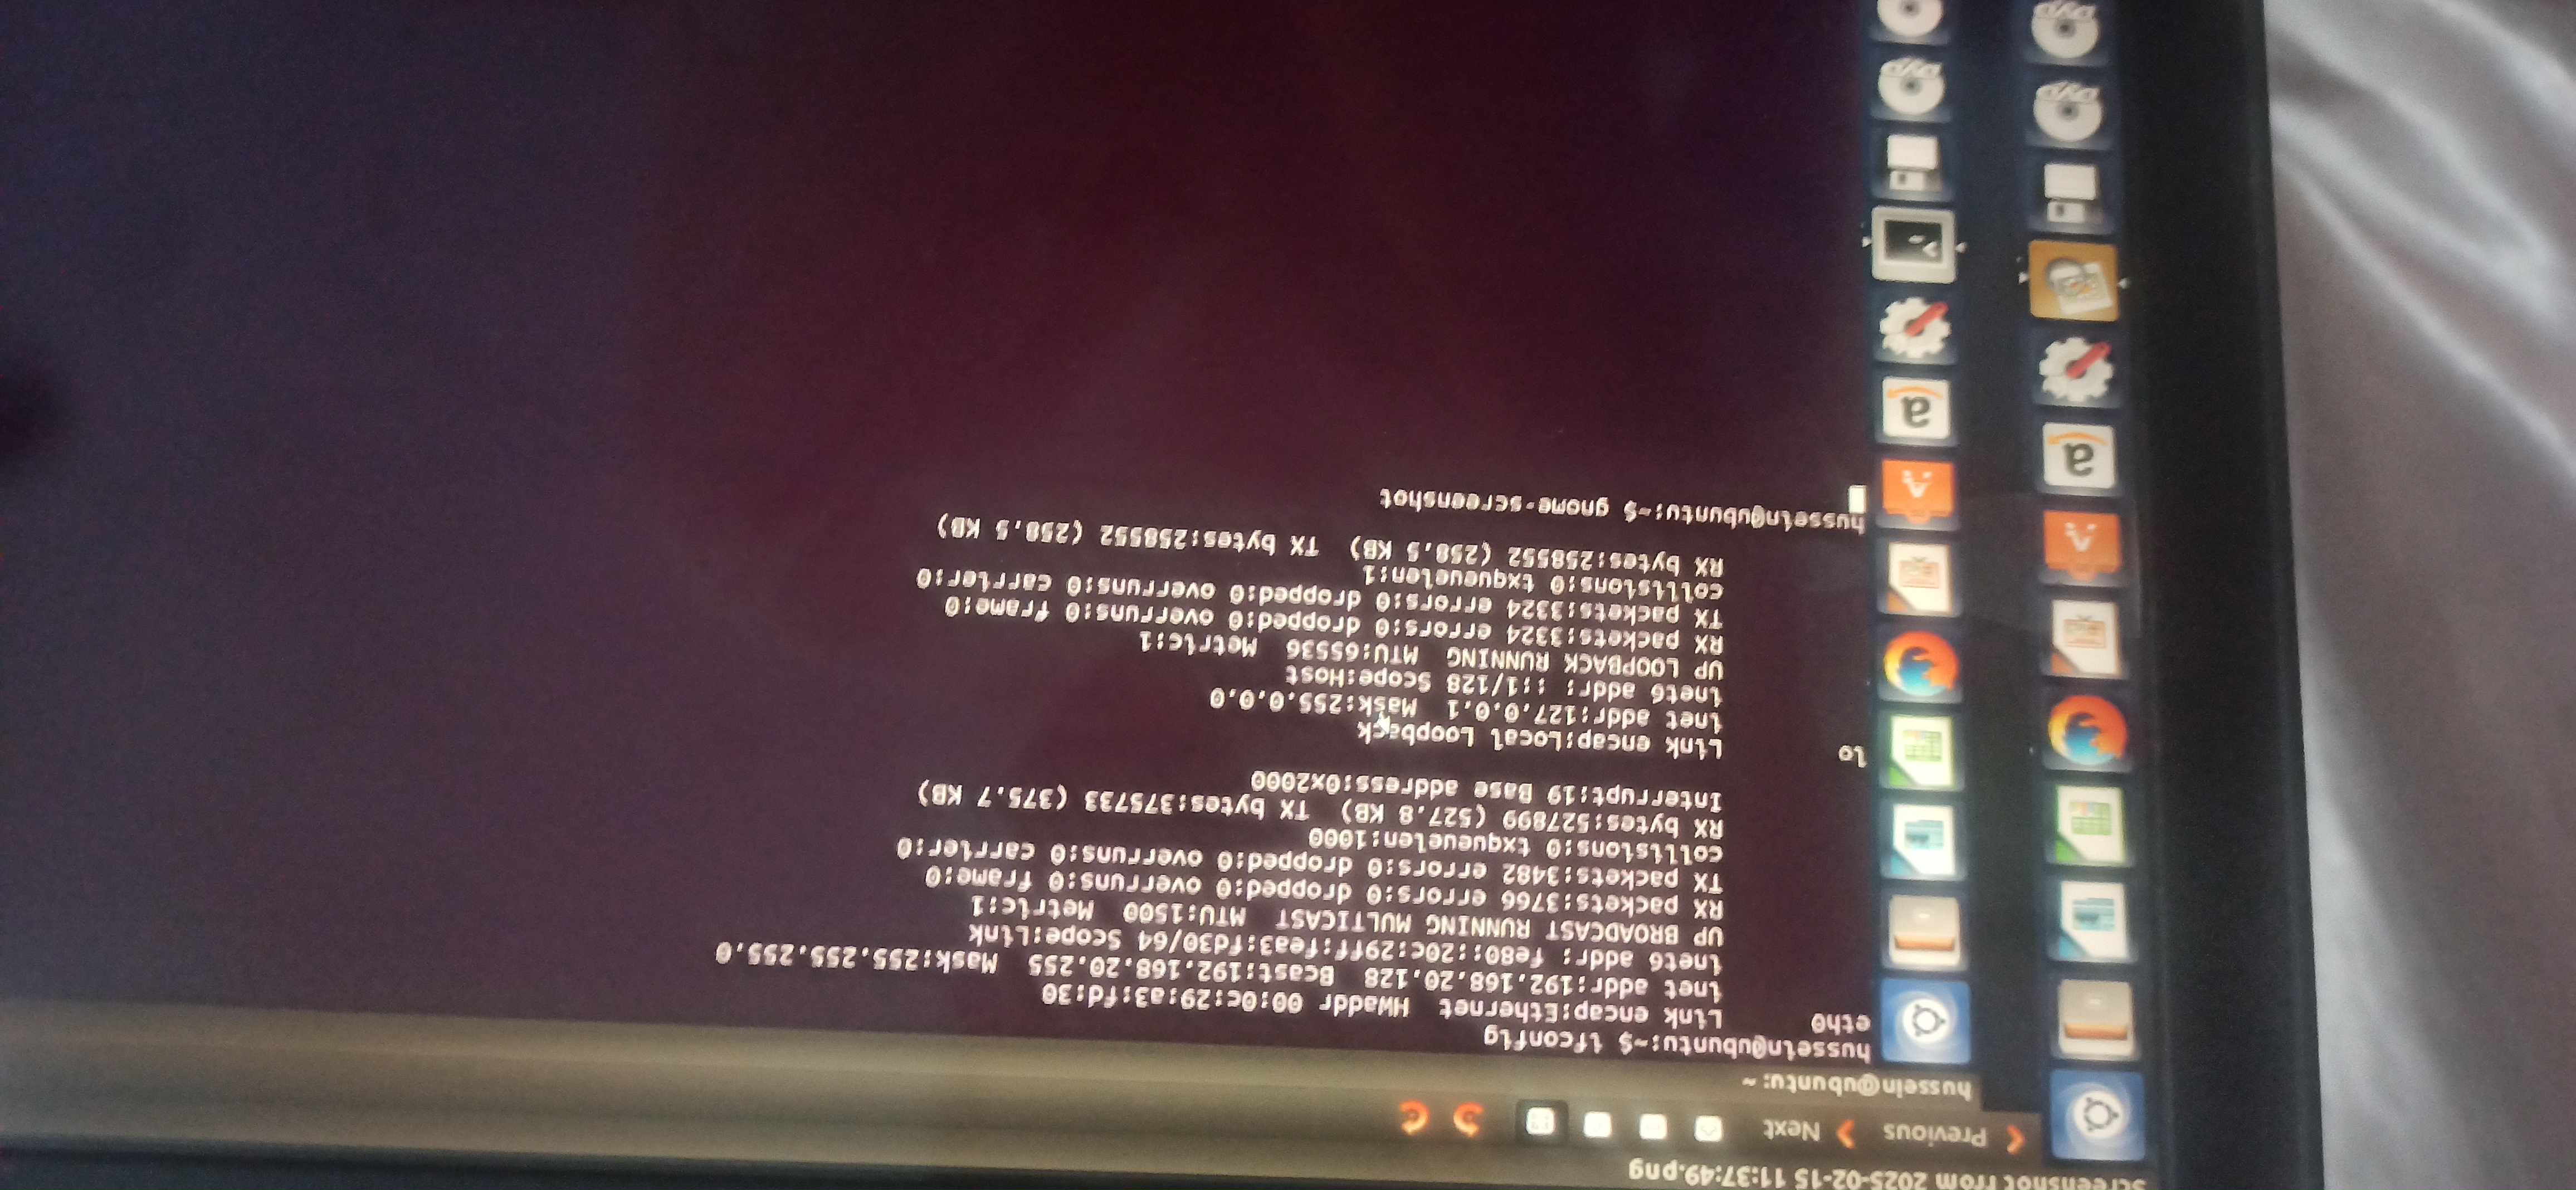 Screenshot from 2025-02-15 11:37:49.png
Previous Next
hussein@ubuntu: ~
hussein@ubuntu:~$ ifconfig
eth0 Link encap:Ethernet HWaddr 00:0c:29:a3:fd:30
inet addr:192.168.20.128 Bcast:192.168.20.255 Mask:255.255.255.0
inet6 addr: fe80::20c:29ff:fea3:fd30/64 Scope:Link
UP BROADCAST RUNNING MULTICAST MTU:1500 Metric:1
RX packets:3766 errors:0 dropped:0 overruns:0 frame:0
TX packets:3482 errors:0 dropped:0 overruns:0 carrier:0
collisions:0 txqueuelen:1000
RX bytes:527899 (527.8 KB) TX bytes:375733 (375.7 KB)
Interrupt:19 Base address:0x2000
lo Link encap:Local Loopback
inet addr:127.0.0.1 Mask:255.0.0.0
inet6 addr: ::1/128 Scope:Host
UP LOOPBACK RUNNING MTU:65536 Metric:1
RX packets:3324 errors:0 dropped:0 overruns:0 frame:0
TX packets:3324 errors:0 dropped:0 overruns:0 carrier:0
collisions:0 txqueuelen:1
RX bytes:258552 (258.5 KB) TX bytes:258552 (258.5 KB)
hussein@ubuntu:~$ gnome-screenshot
a
a
>_
DVD
DVD
DVD